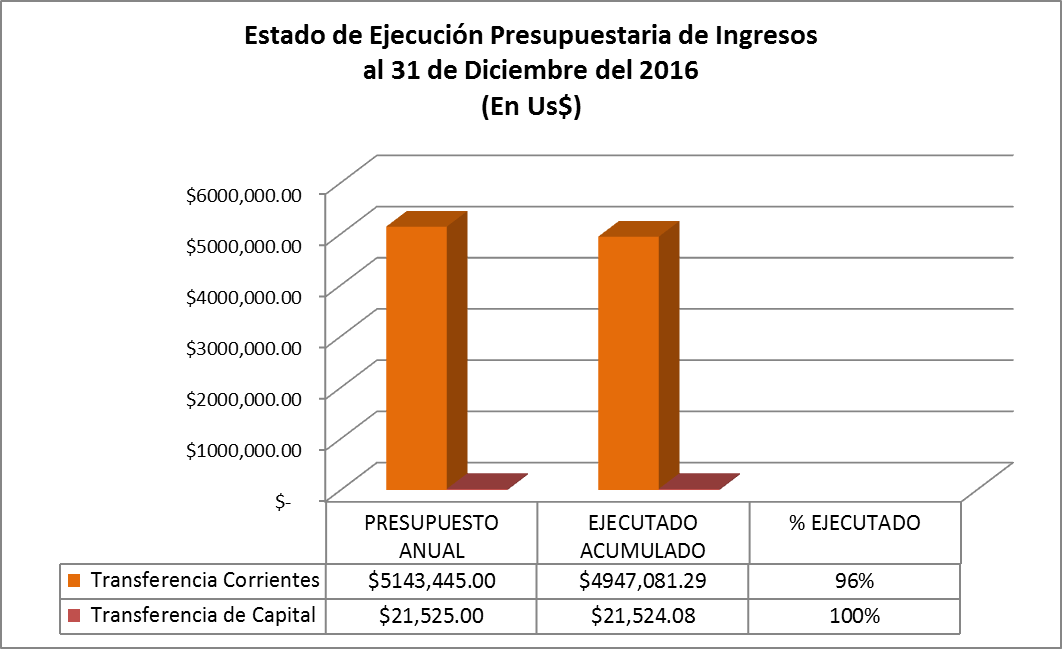 Estado de Ejecución Presupuestaria de Ingresos
al 31 de Diciembre del 2016
(En Us$)
$6000,000.00
$5000,000.00
$4000,000.00
$3000,000.00
$2000,000.00
$1000,000.00
$-
PRESUPUESTO ANUAL
EJECUTADO ACUMULADO
% EJECUTADO
Transferencia Corrientes $5143,445.00 $4947,081.29 96%
Transferencia de Capital $21,525.00 $21,524.08 100%